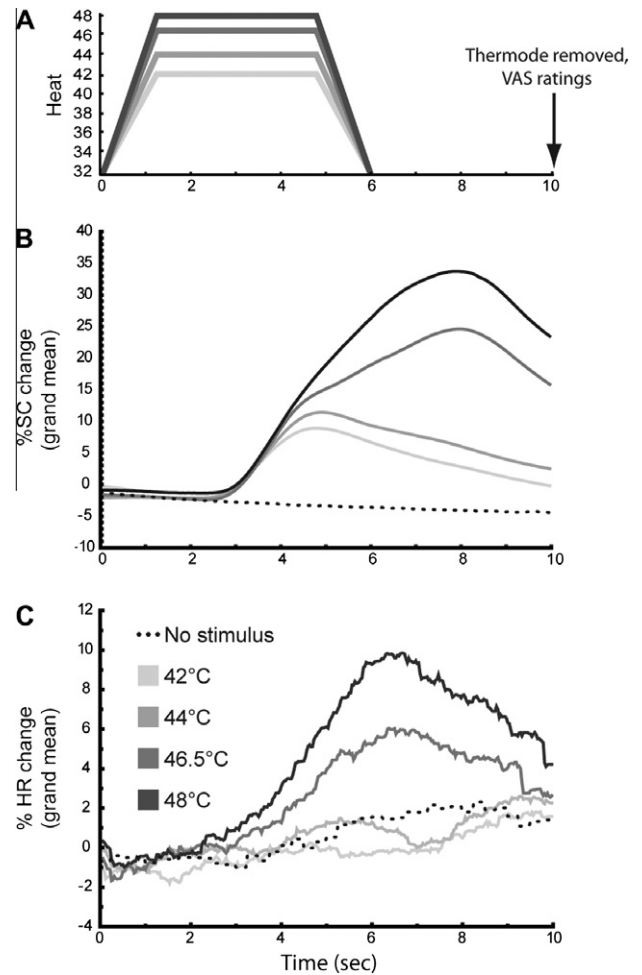 A
Heat
48
46
44
42
40
38
36
34
32
0 2 4 6 8 10
Thermode removed,
VAS ratings
B
%SC change
(grand mean)
40
35
30
25
20
15
10
5
0
-5
-10
0 2 4 6 8 10
C
% HR change
(grand mean)
12
10
8
6
4
2
0
-2
-4
No stimulus
42°C
44°C
46.5°C
48°C
0 2 4 6 8 10
Time (sec)